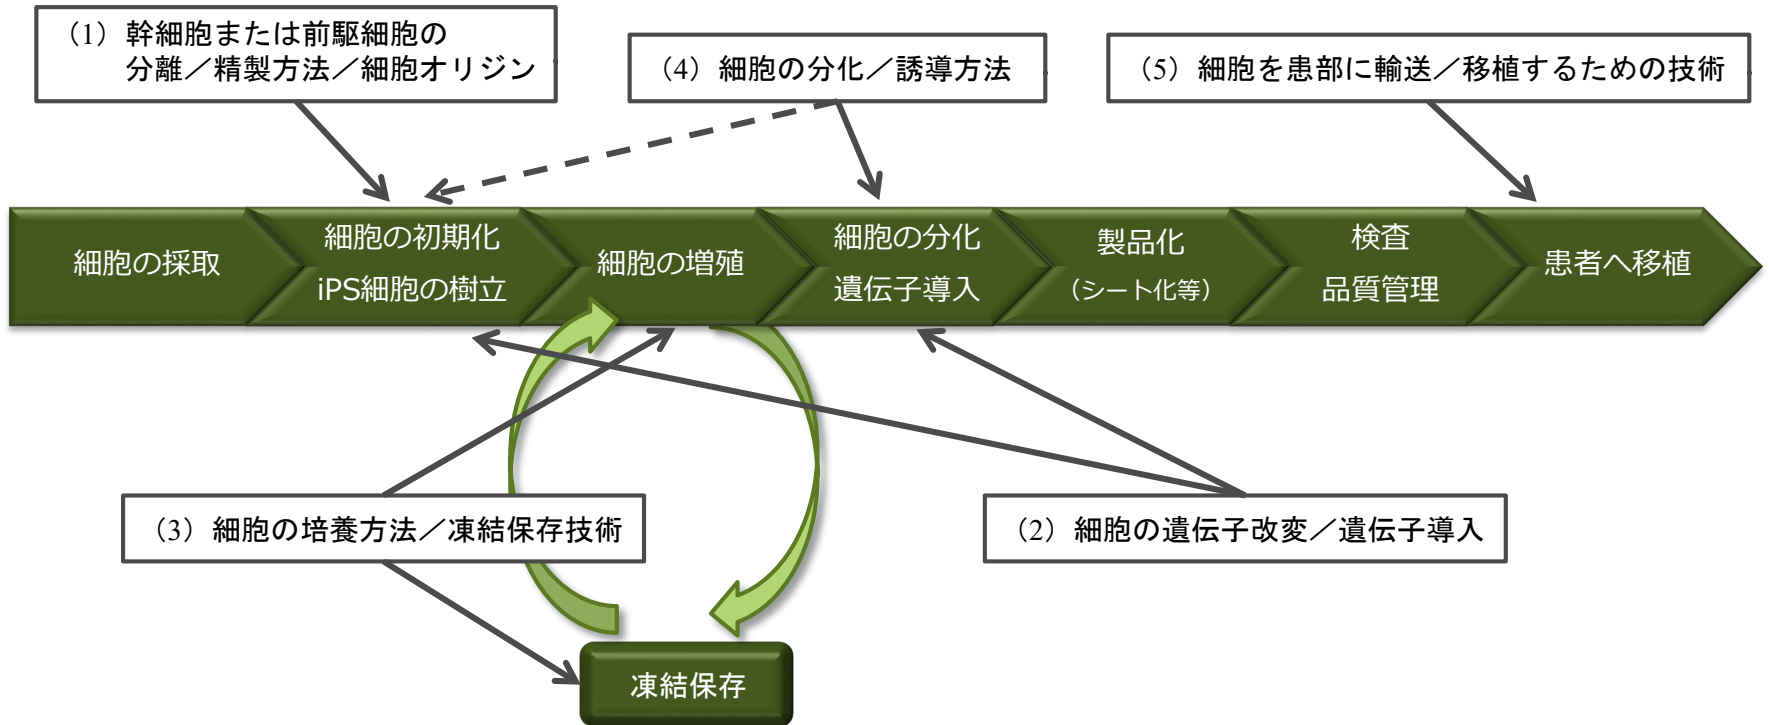 （1）幹細胞または前駆細胞の
分離／精製方法／細胞オリジン
（4）細胞の分化／誘導方法
（5）細胞を患部に輸送／移植するための技術
細胞の採取
細胞の初期化
iPS細胞の樹立
細胞の増殖
細胞の分化
遺伝子導入
製品化
（シート化等）
検査
品質管理
患者へ移植
（3）細胞の培養方法／凍結保存技術
（2）細胞の遺伝子改変／遺伝子導入
凍結保存